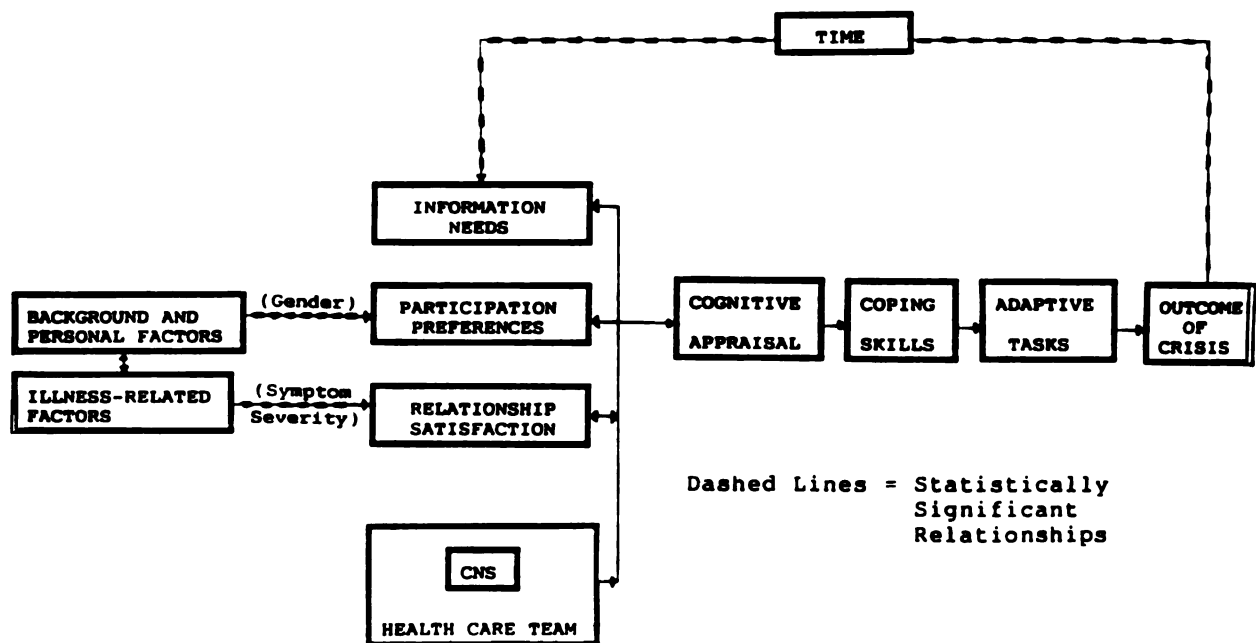 TIME
INFORMATION
NEEDS
BACKGROUND AND
PERSONAL FACTORS
(Gender)
PARTICIPATION
PREFERENCES
COGNITIVE
APPRAISAL
COPING
SKILLS
ADAPTIVE
TASKS
OUTCOME
OF
CRISIS
ILLNESS-RELATED
FACTORS
(Symptom
Severity)
RELATIONSHIP
SATISFACTION
Dashed Lines = Statistically
Significant
Relationships
CNS
HEALTH CARE TEAM